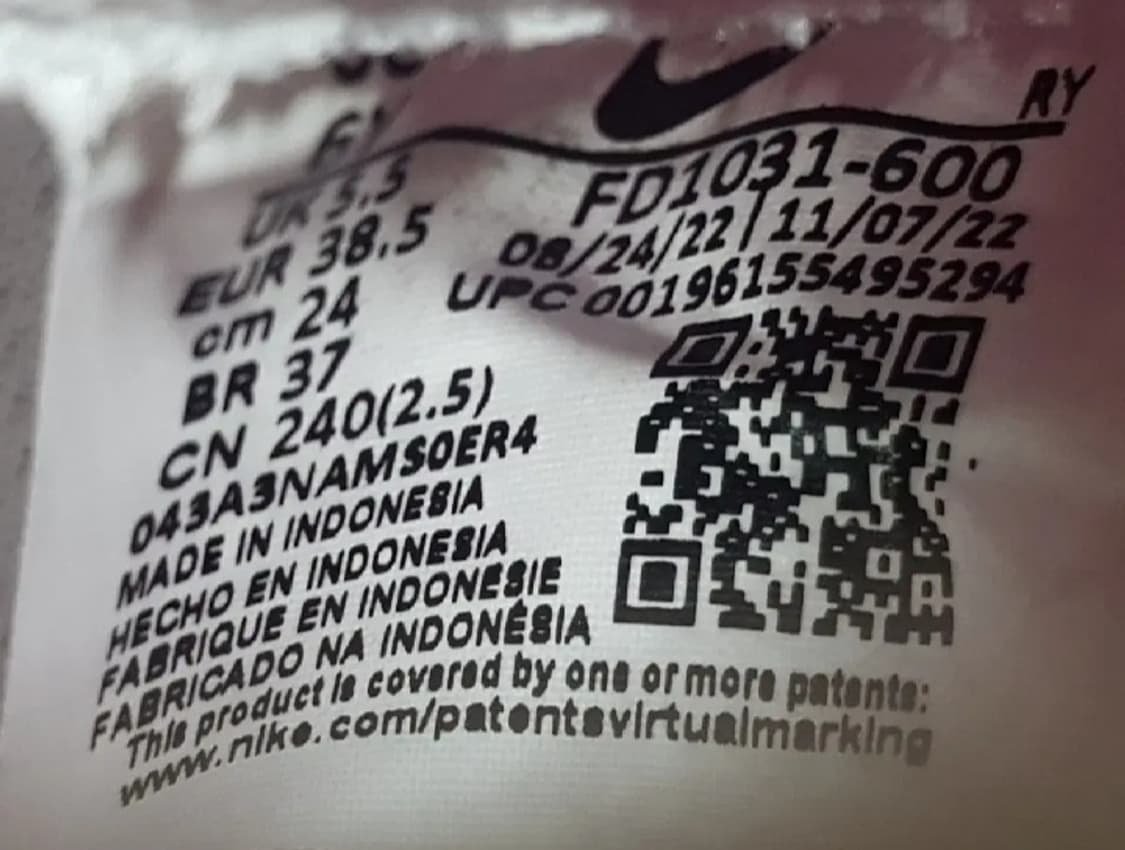 RY
FD1031-600
08/24/22 | 11/07/22
UPC 00196155495294
UK 5.5
EUR 38.5
cm 24
BR 37
CN 240(2.5)
043A3NAMS0ER4
MADE IN INDONESIA
HECHO EN INDONESIA
FABRIQUÉ EN INDONÉSIE
FABRICADO NA INDONÉSIA
This product is covered by one or more patents:
www.nike.com/patentsvirtualmarking